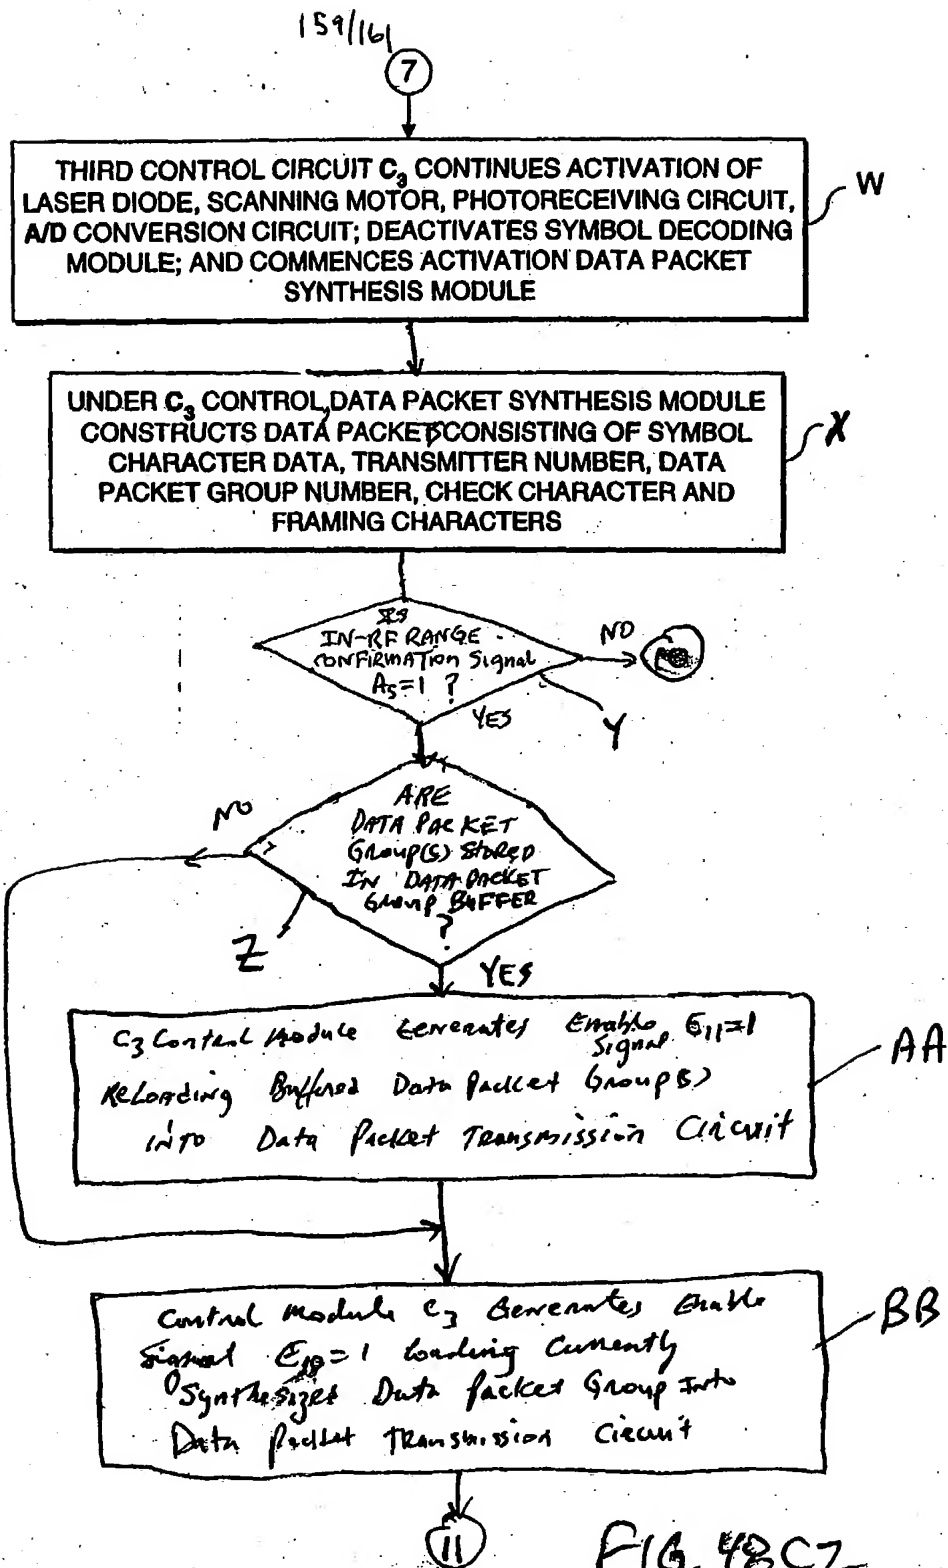 159/161
7
THIRD CONTROL CIRCUIT C₃ CONTINUES ACTIVATION OF
LASER DIODE, SCANNING MOTOR, PHOTORECEIVING CIRCUIT,
A/D CONVERSION CIRCUIT; DEACTIVATES SYMBOL DECODING
MODULE; AND COMMENCES ACTIVATION DATA PACKET
SYNTHESIS MODULE
W
UNDER C₃ CONTROL, DATA PACKET SYNTHESIS MODULE
CONSTRUCTS DATA PACKETS CONSISTING OF SYMBOL
CHARACTER DATA, TRANSMITTER NUMBER, DATA
PACKET GROUP NUMBER, CHECK CHARACTER AND
FRAMING CHARACTERS
X
IS
IN-RF RANGE
CONFIRMATION Signal
A₅=1 ?
NO
YES
Y
ARE
DATA PACKET
Group(s) STORED
IN DATA PACKET
Group BUFFER
?
NO
Z
YES
C₃ Control Module Generates Enable
Signal E₁₁=1
ReLoading Buffered Data Packet Group(s)
INTO Data Packet Transmission Circuit
AA
Control Module C₃ Generates Enable
Signal =1 loading Currently
Synthesized Data Packet Group Into
Data Packet Transmission Circuit
BB
11
FIG. 48C2